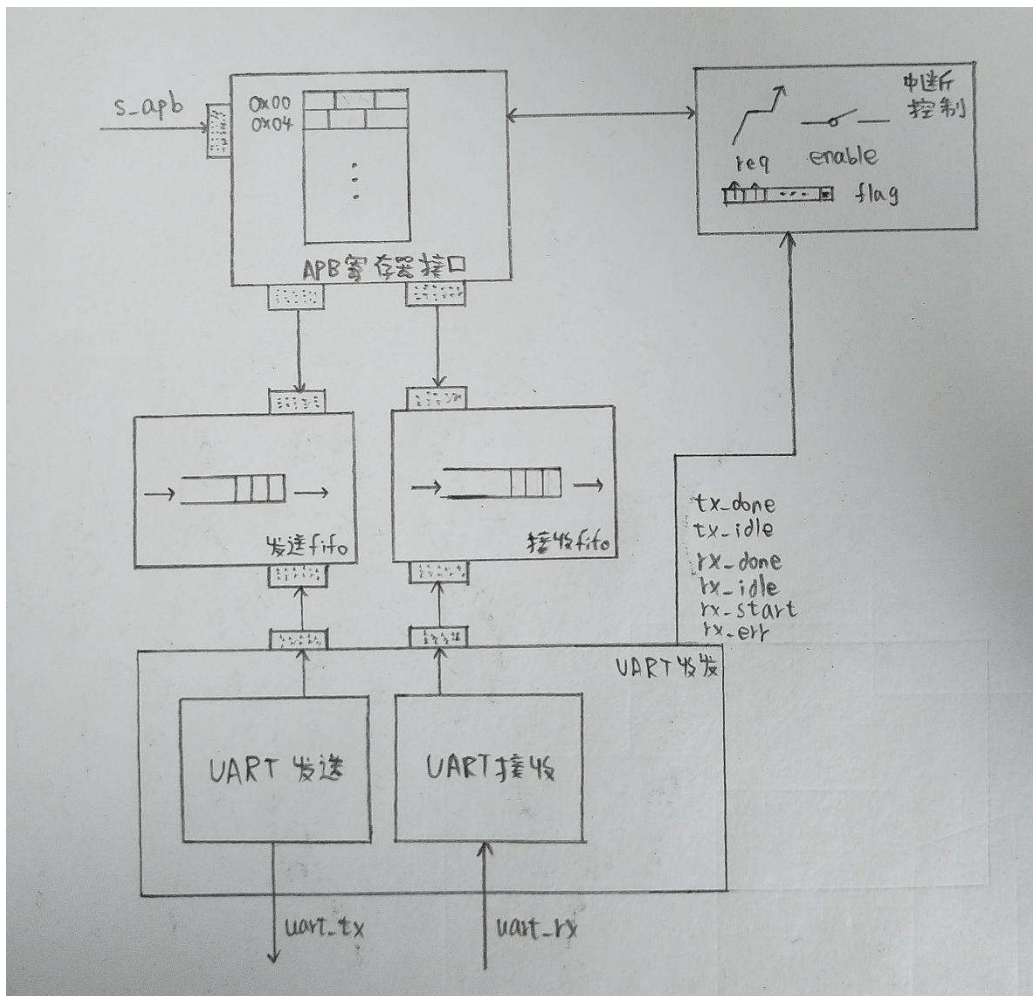 s_apb
0x00
0x04
APB寄存器接口
中断
控制
req
enable
flag
发送fifo
接收fifo
tx_done
tx_idle
rx_done
rx_idle
rx_start
rx_err
UART收发
UART 发送
UART接收
uart_tx
uart_rx